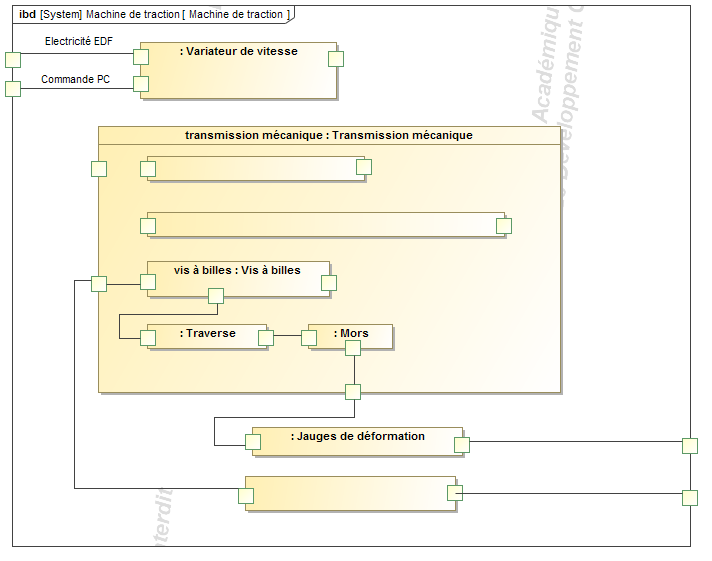 ibd [System] Machine de traction [ Machine de traction ]
Electricité EDF
: Variateur de vitesse
Commande PC
Académiqu
Développement
transmission mécanique : Transmission mécanique
vis à billes : Vis à billes
: Traverse
: Mors
: Jauges de déformation
nterdit